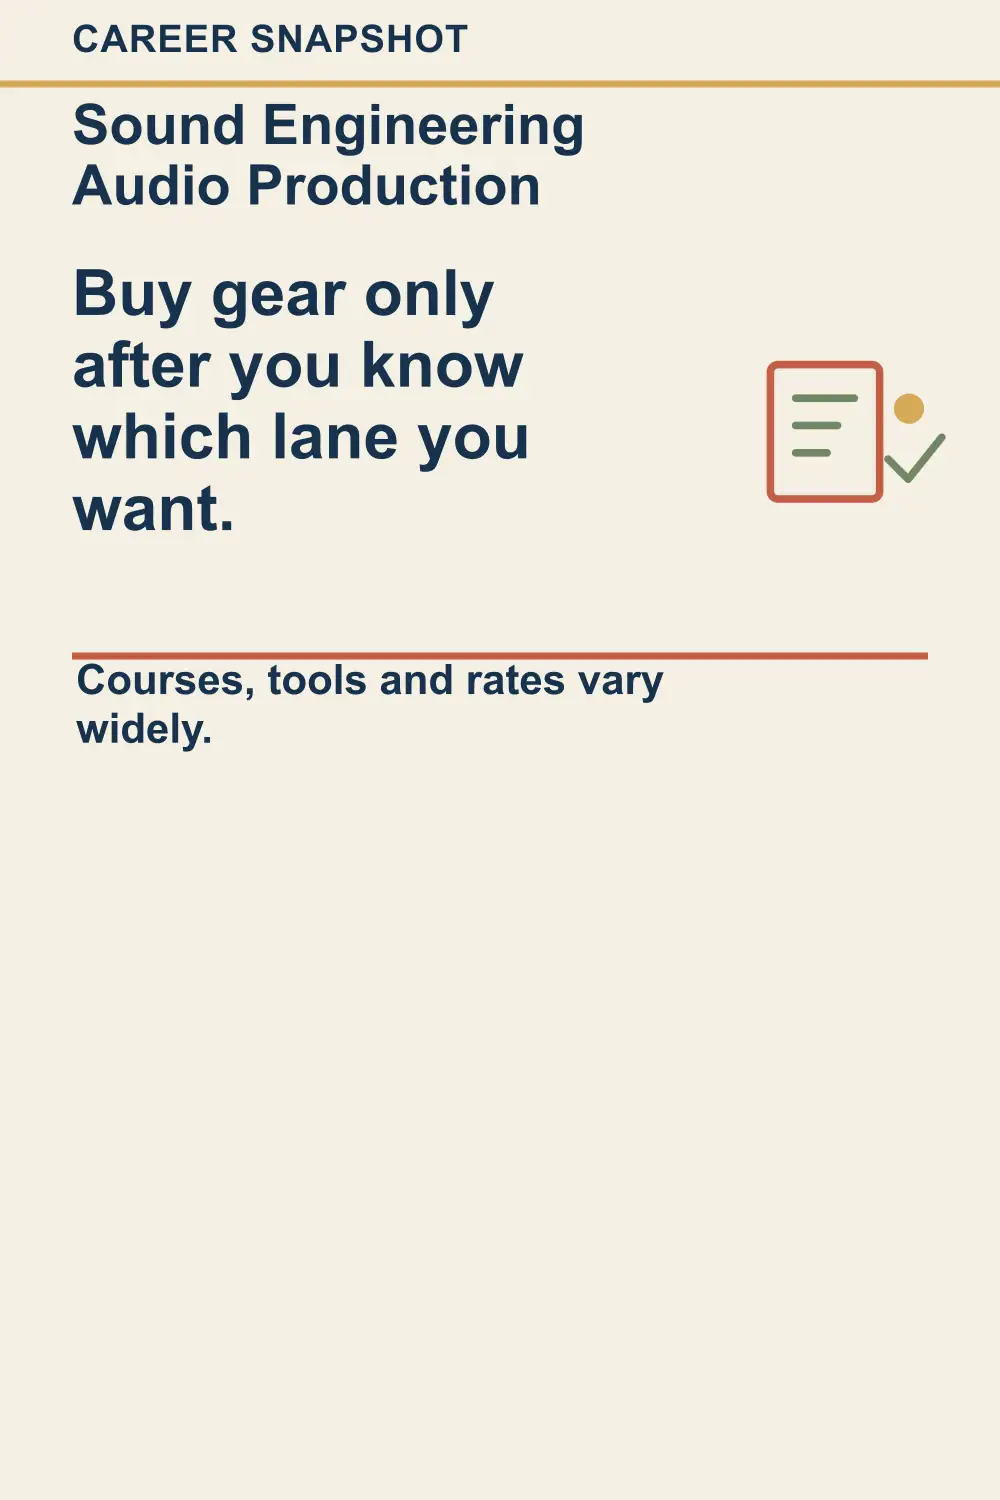 CAREER SNAPSHOT
Sound Engineering
Audio Production
Buy gear only
after you know
which lane you
want.
Courses, tools and rates vary
widely.